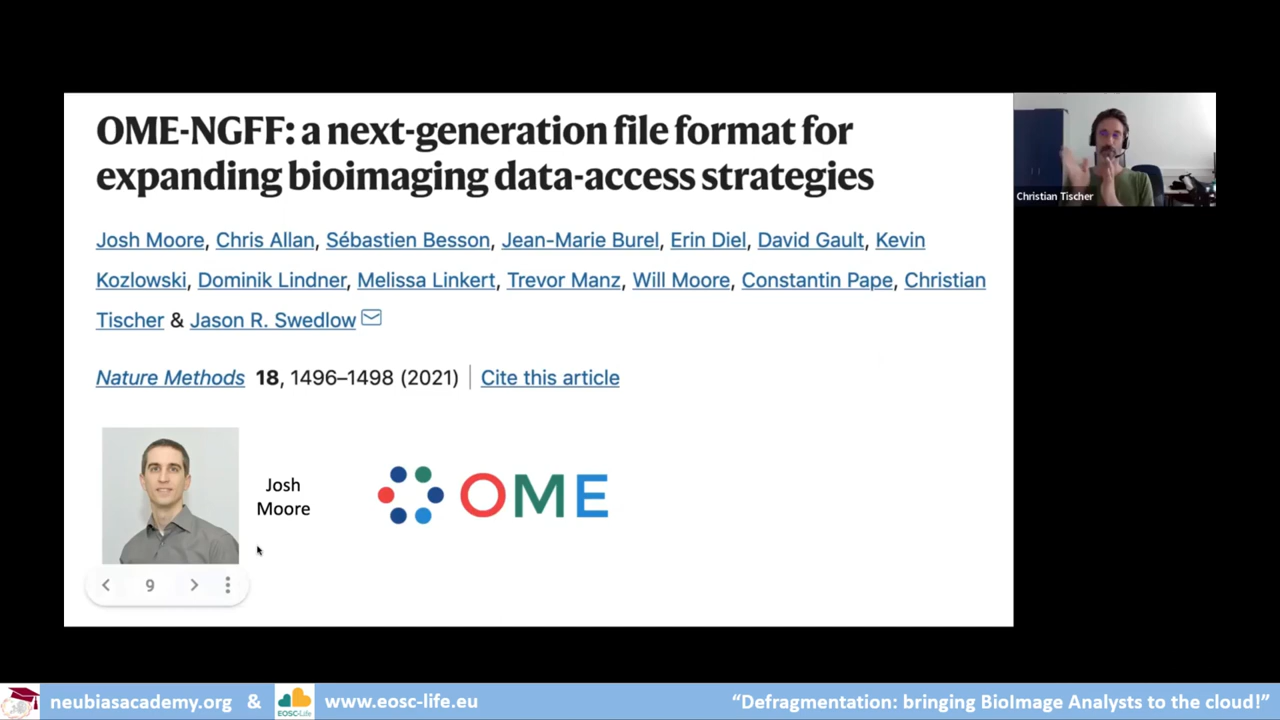 OME-NGFF: a next-generation file format for
expanding bioimaging data-access strategies
Josh Moore, Chris Allan, Sébastien Besson, Jean-Marie Burel, Erin Diel, David Gault, Kevin
Kozlowski, Dominik Lindner, Melissa Linkert, Trevor Manz, Will Moore, Constantin Pape, Christian
Tischer & Jason R. Swedlow
Nature Methods 18, 1496–1498 (2021) | Cite this article
Josh
Moore
OME
9
Christian Tischer
neubiasacademy.org & EOSC-Life www.eosc-life.eu “Defragmentation: bringing BioImage Analysts to the cloud!”